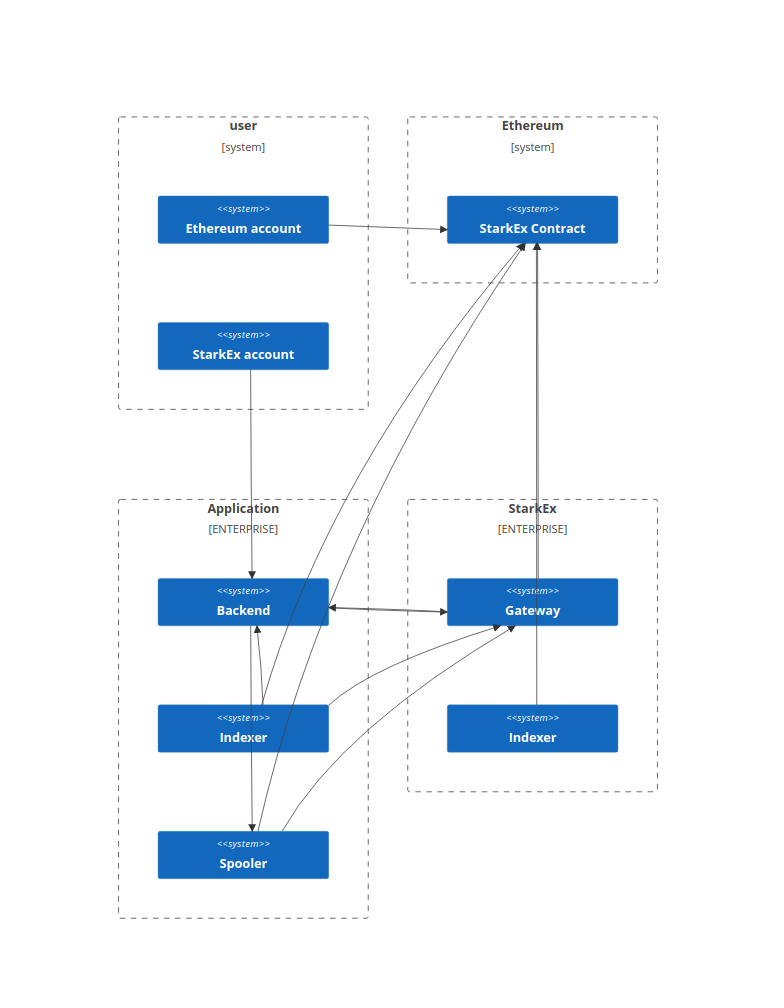 user
[system]
<<system>>
Ethereum account
<<system>>
StarkEx account
Ethereum
[system]
<<system>>
StarkEx Contract
Application
[ENTERPRISE]
<<system>>
Backend
<<system>>
Indexer
<<system>>
Spooler
StarkEx
[ENTERPRISE]
<<system>>
Gateway
<<system>>
Indexer